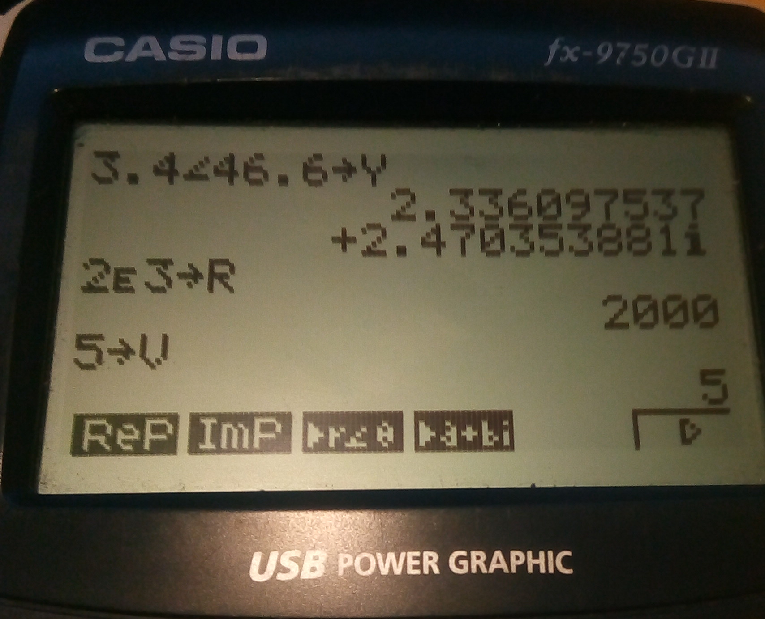 CASIO fx-9750GII
3.4∠46.6→Y
2.336097537
+2.470353881i
2E3→R
2000
5→V
5
ReP ImP ▶r∠θ ▶a+bi ▷
USB POWER GRAPHIC